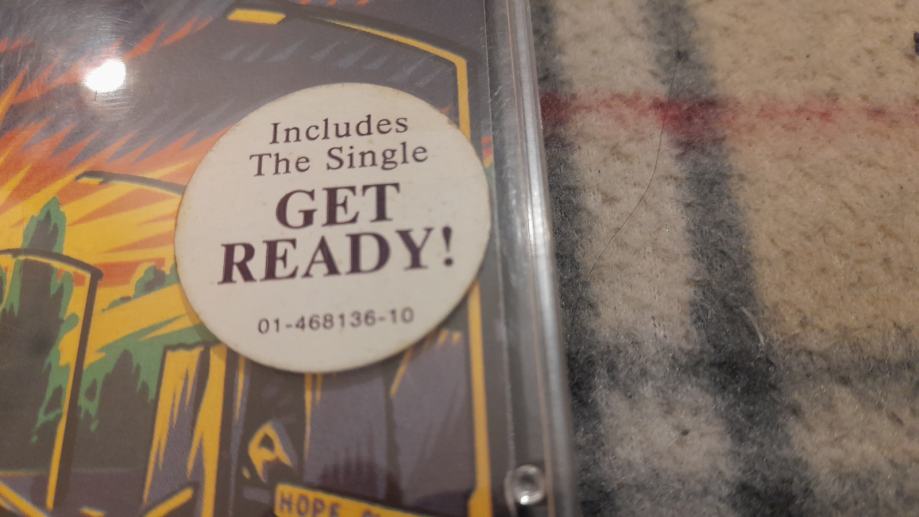 Includes
The Single
GET
READY!
01-468136-10
HOPE